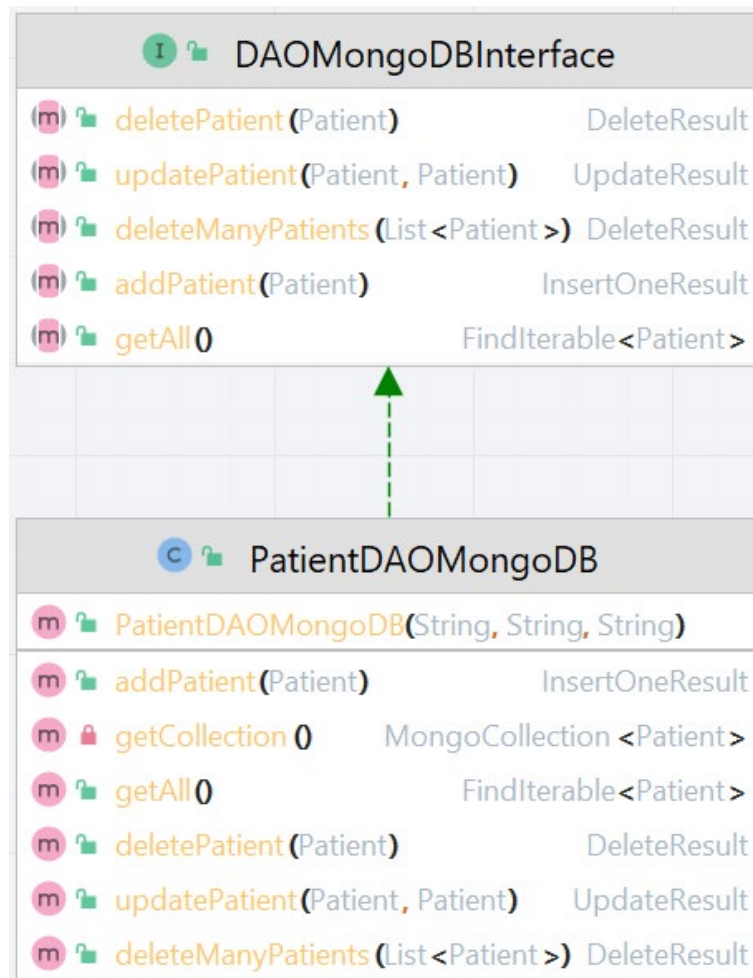 I DAOMongoDBInterface
m deletePatient(Patient) DeleteResult
m updatePatient(Patient, Patient) UpdateResult
m deleteManyPatients(List<Patient>) DeleteResult
m addPatient(Patient) InsertOneResult
m getAll() FindIterable<Patient>
C PatientDAOMongoDB
m PatientDAOMongoDB(String, String, String)
m addPatient(Patient) InsertOneResult
m getCollection() MongoCollection<Patient>
m getAll() FindIterable<Patient>
m deletePatient(Patient) DeleteResult
m updatePatient(Patient, Patient) UpdateResult
m deleteManyPatients(List<Patient>) DeleteResult